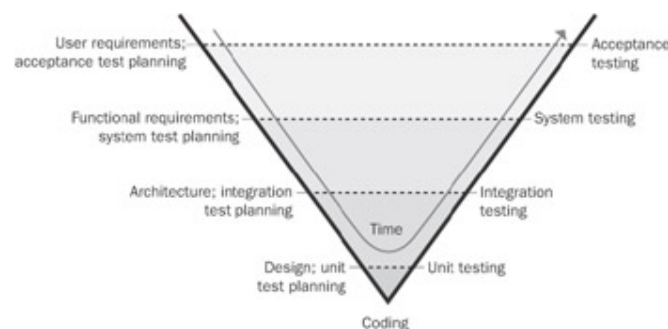 User requirements;
acceptance test planning
Acceptance
testing
Functional requirements;
system test planning
System testing
Architecture; integration
test planning
Integration
testing
Time
Design; unit
test planning
Unit testing
Coding